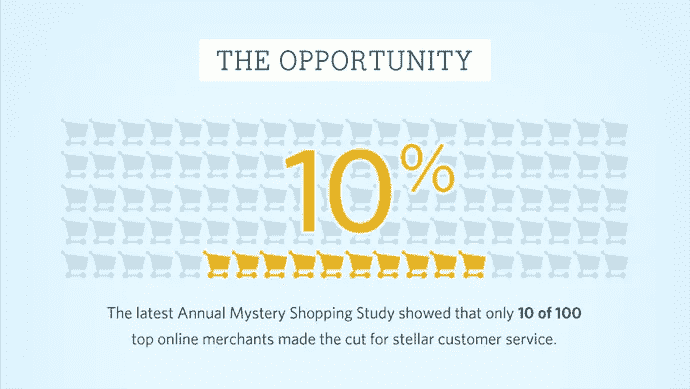 THE OPPORTUNITY
10%
The latest Annual Mystery Shopping Study showed that only 10 of 100
top online merchants made the cut for stellar customer service.